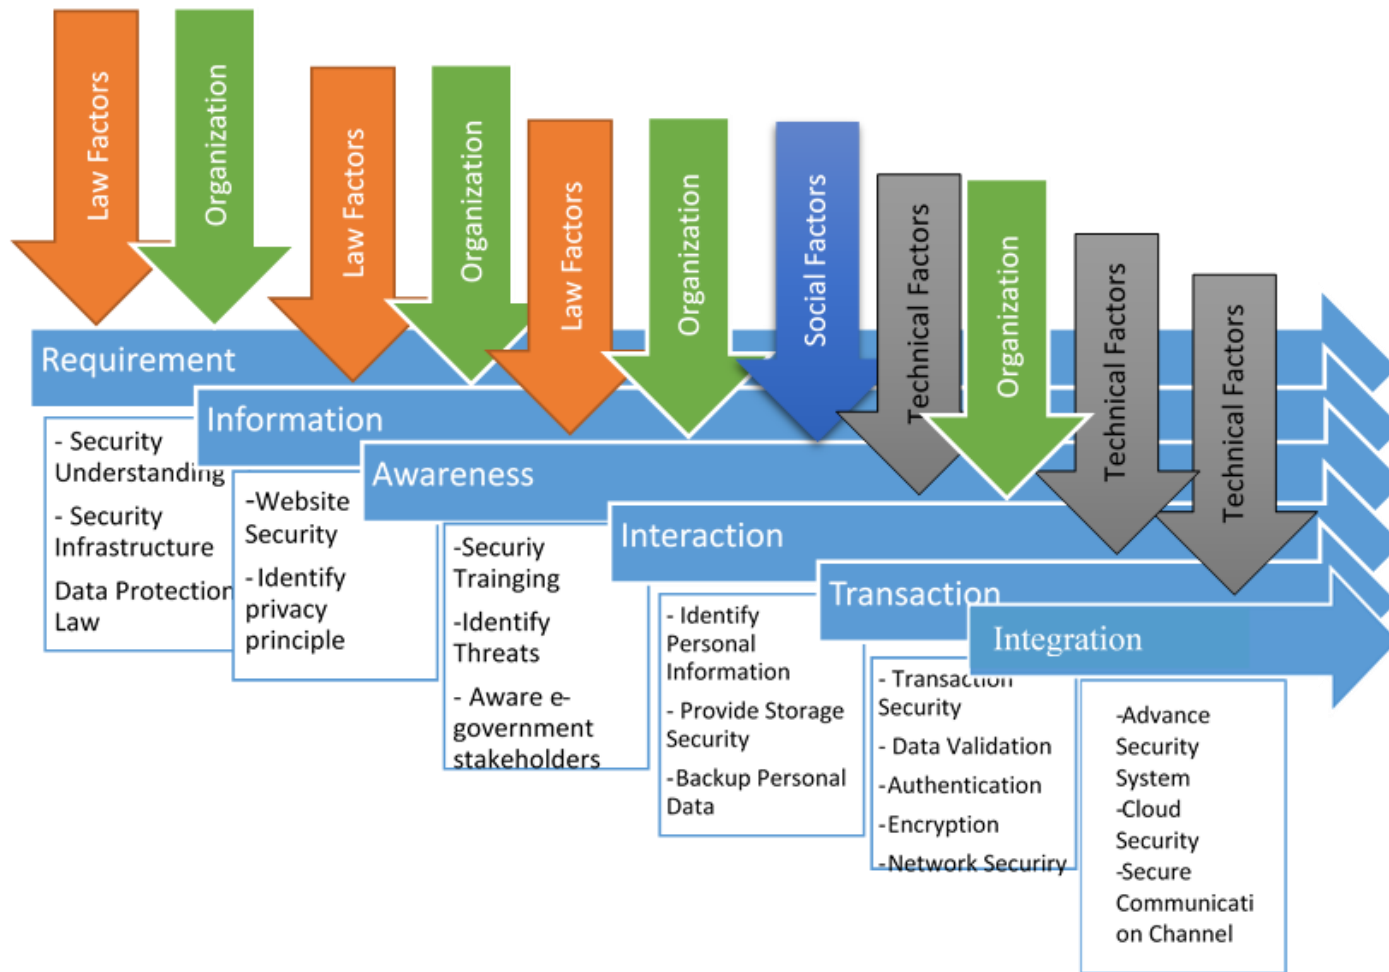 Law Factors
Organization
Law Factors
Organization
Law Factors
Organization
Social Factors
Technical Factors
Organization
Technical Factors
Technical Factors
Requirement
- Security
Understanding
- Security
Infrastructure
Data Protection
Law
Information
-Website
Security
-Identify
privacy
principle
Awareness
-Securiy
Trainging
-Identify
Threats
- Aware e-
government
stakeholders
Interaction
- Identify
Personal
Information
- Provide Storage
Security
-Backup Personal
Data
Transaction
- Transaction
Security
- Data Validation
-Authentication
-Encryption
-Network Securiry
Integration
-Advance
Security
System
-Cloud
Security
-Secure
Communicati
on Channel